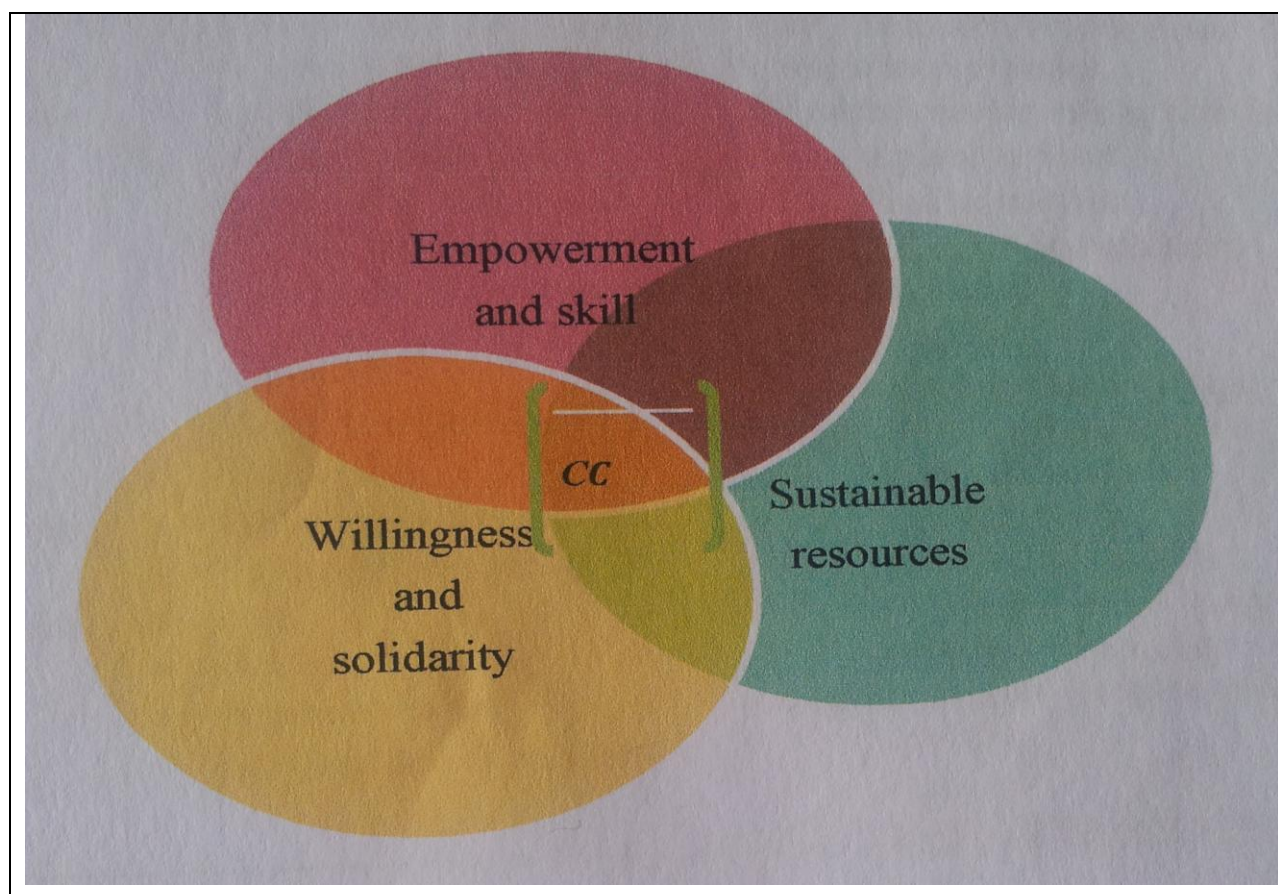 Empowerment
and skill
CC
Sustainable
resources
Willingness
and
solidarity